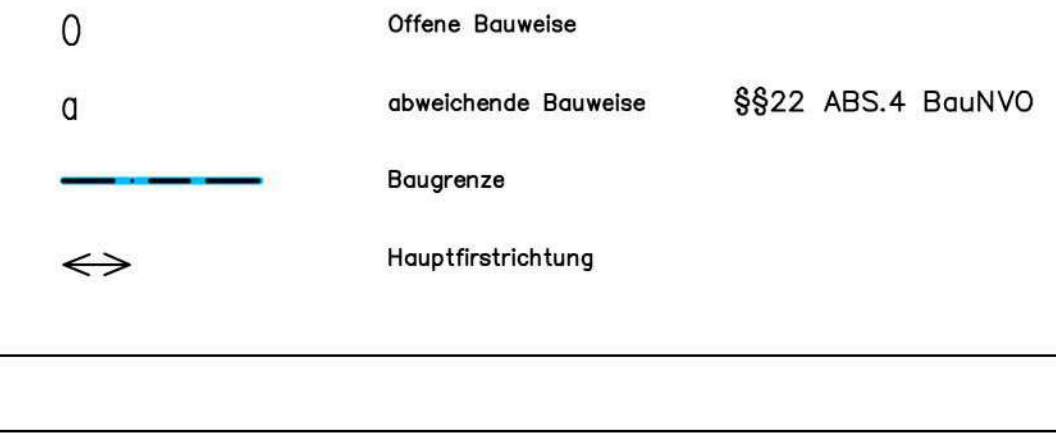 O Offene Bauweise
a abweichende Bauweise §§22 ABS.4 BauNVO
Baugrenze
Hauptfirstrichtung